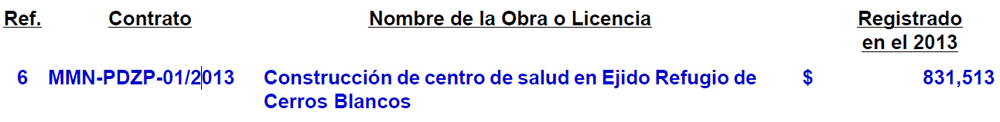 Ref. Contrato Nombre de la Obra o Licencia Registrado
en el 2013
6 MMN-PDZP-01/2013 Construcción de centro de salud en Ejido Refugio de $ 831,513
Cerros Blancos